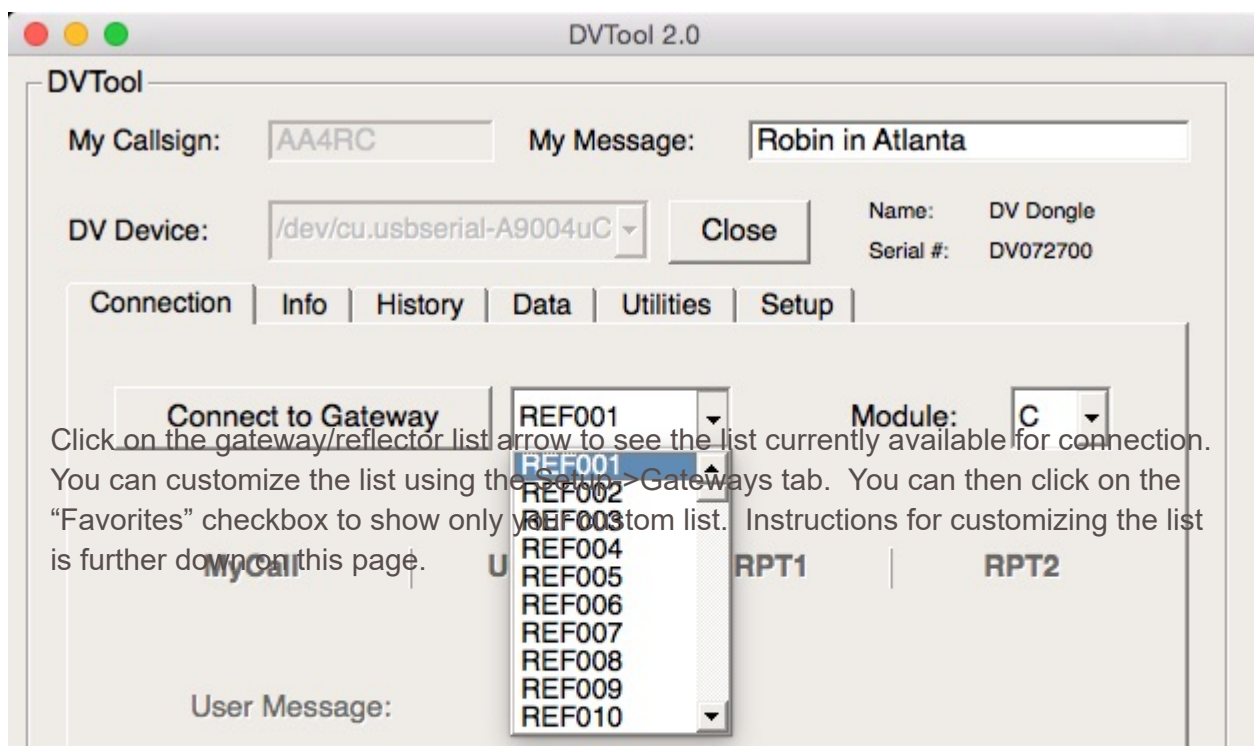 DVTool 2.0
DVTool
My Callsign: AA4RC My Message: Robin in Atlanta
DV Device: /dev/cu.usbserial-A9004uC Close
Name: DV Dongle
Serial #: DV072700
Connection Info History Data Utilities Setup
Connect to Gateway REF001 Module: C
Click on the gateway/reflector list arrow to see the list currently available for connection.
You can customize the list using the Setup->Gateways tab. You can then click on the
“Favorites” checkbox to show only your custom list. Instructions for customizing the list
is further down on this page.
REF001
REF002
REF003
REF004
REF005
REF006
REF007
REF008
REF009
REF010
MyCall U RPT1 RPT2
User Message: